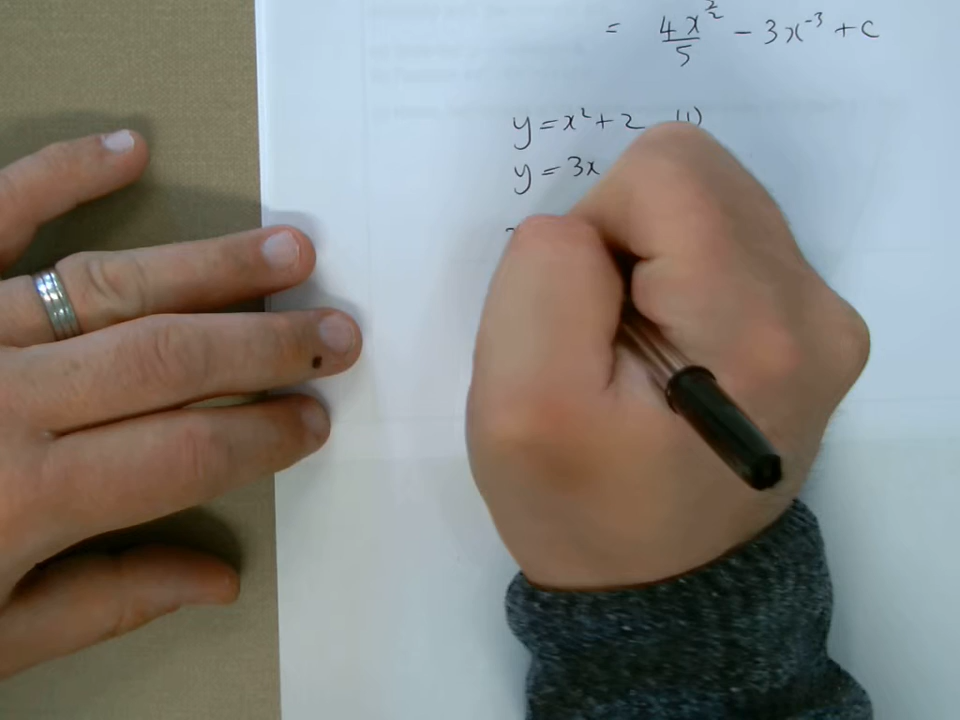 = 4x^(5/2)/5 - 3x^-3 + c
y = x² + 2 (1)
y = 3x